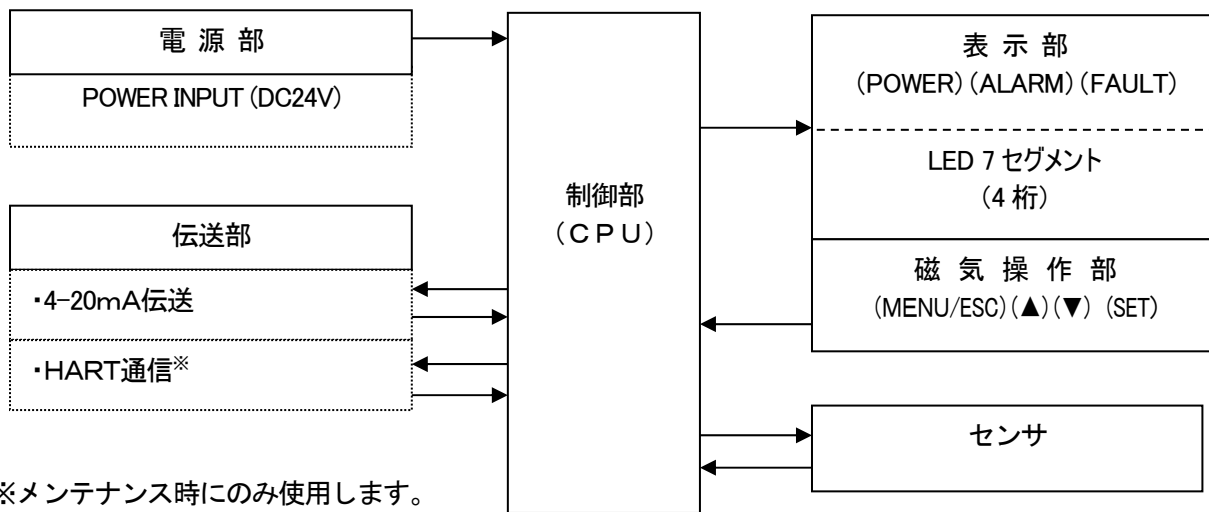 電 源 部
POWER INPUT (DC24V)
伝送部
・4-20mA伝送
・HART通信※
※メンテナンス時にのみ使用します。
制御部
(CPU)
表 示 部
(POWER)(ALARM)(FAULT)
LED 7 セグメント
(4 桁)
磁 気 操 作 部
(MENU/ESC)(▲)(▼) (SET)
センサ